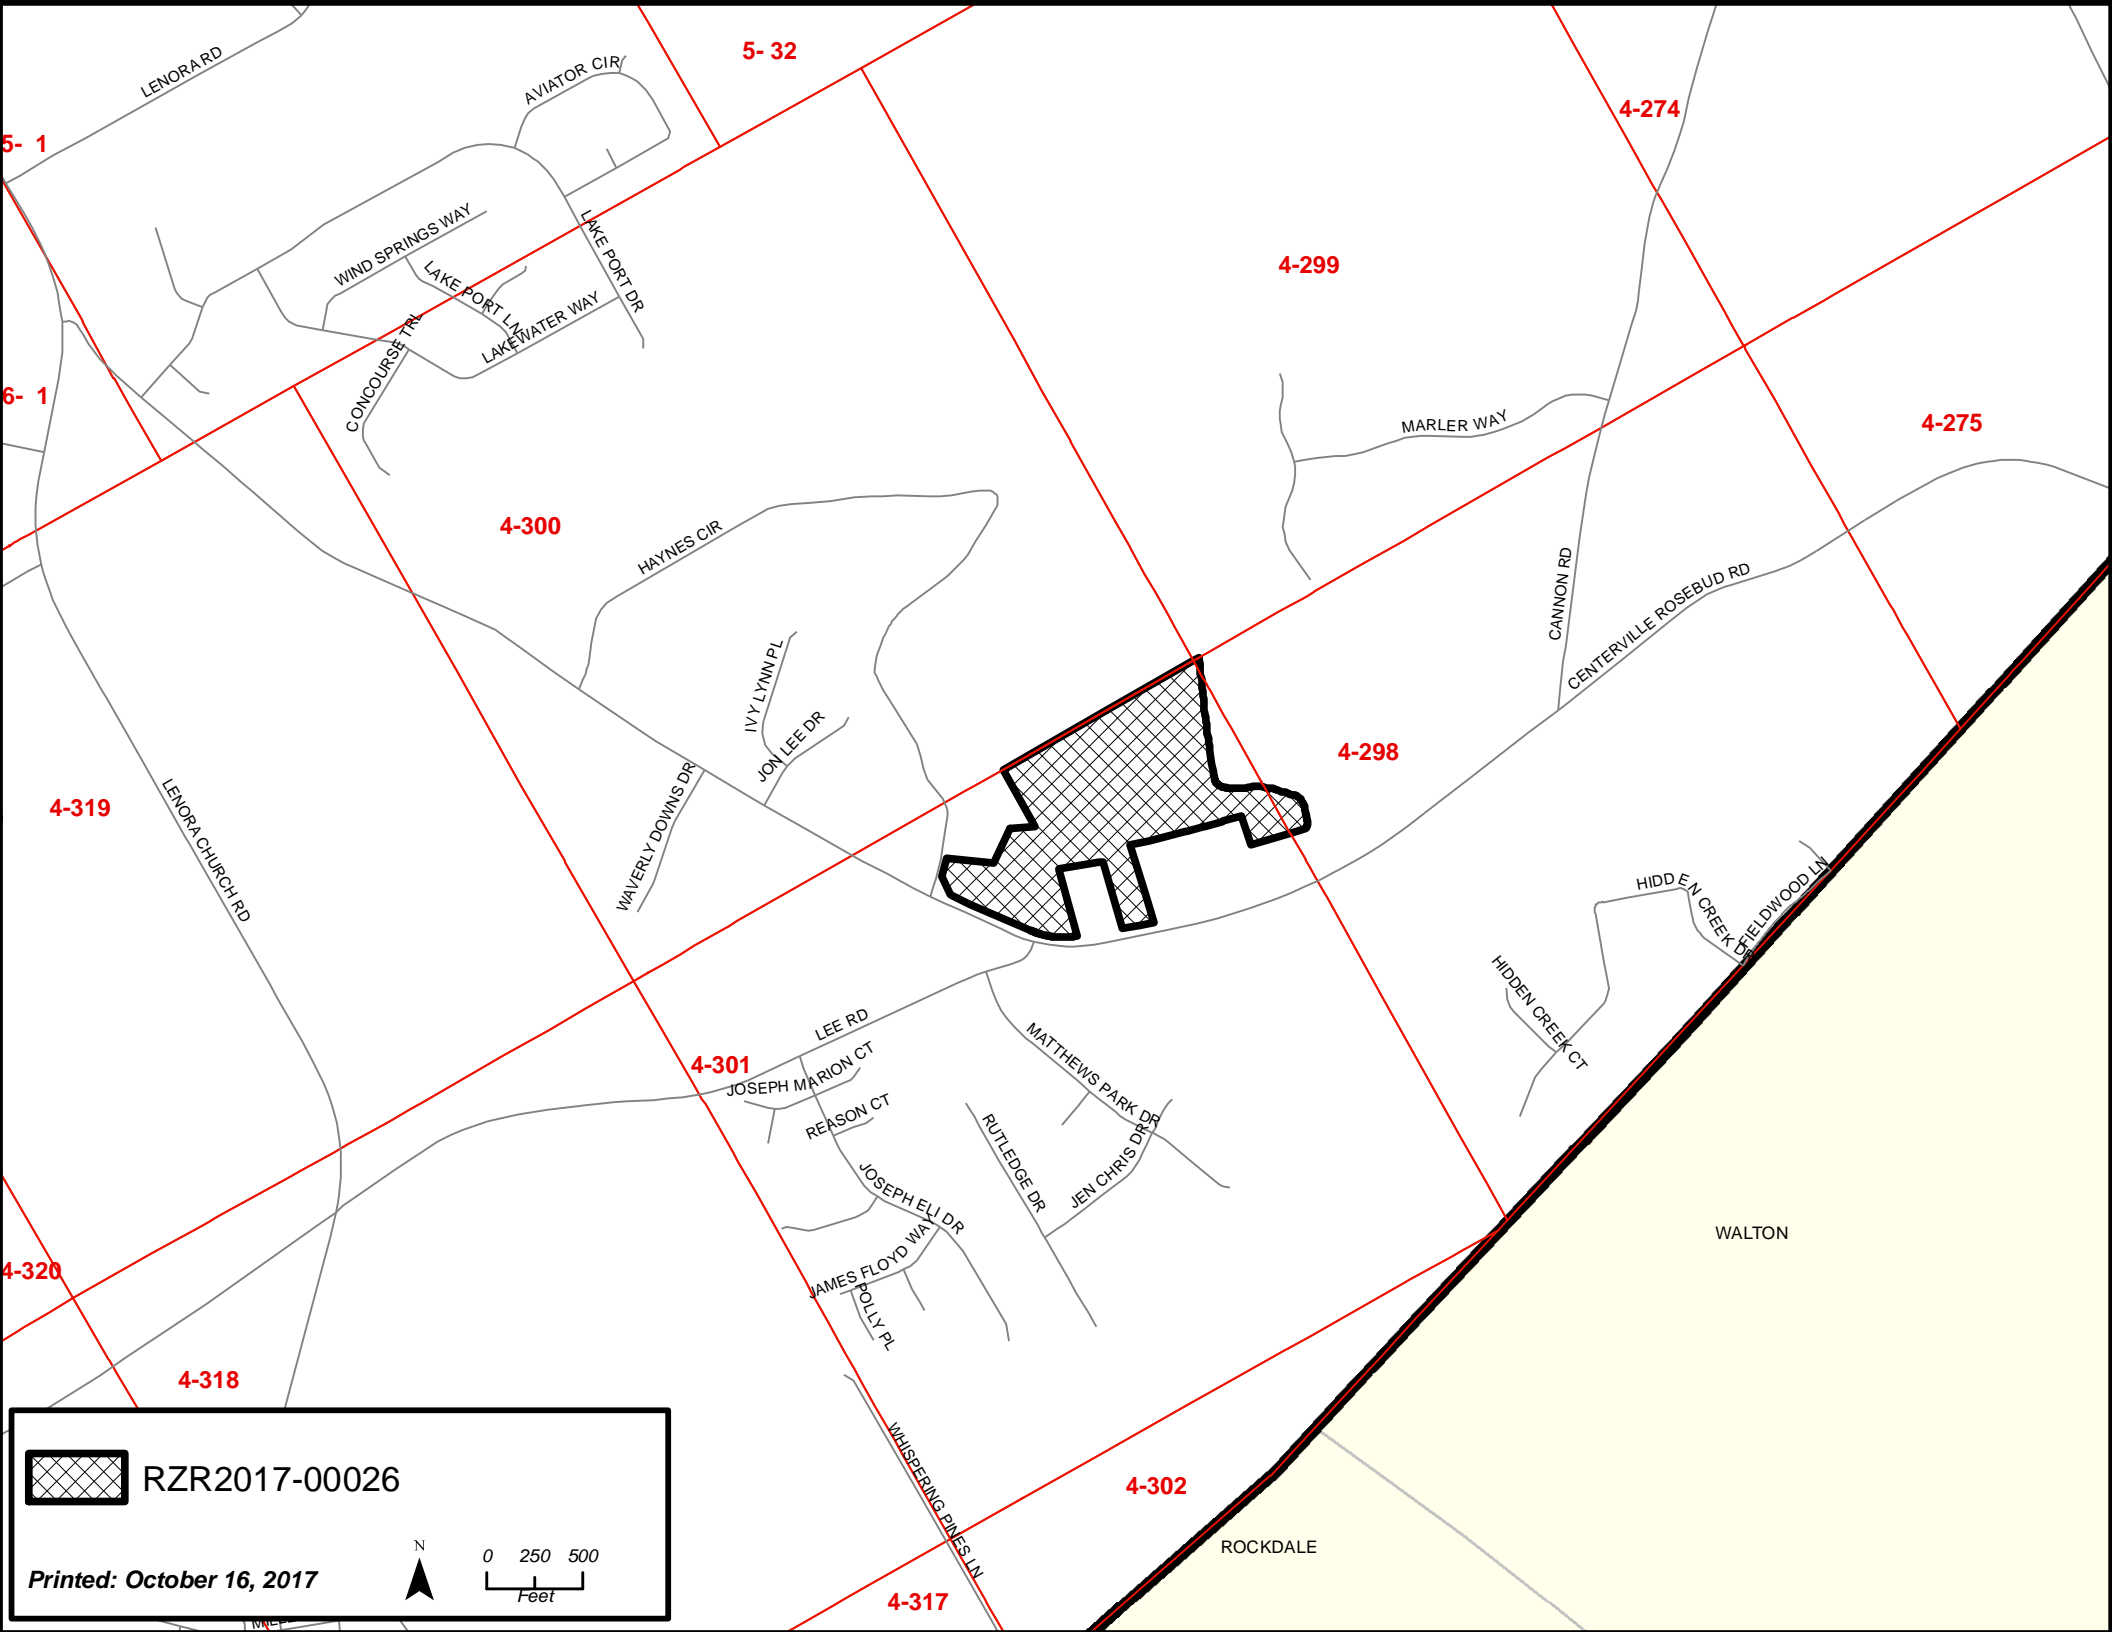 5- 32
LENORA RD
AVIATOR CIR
4-274
5- 1
WIND SPRINGS WAY
LAKE PORT DR
LAKE PORT LN
4-299
LAKEWATER WAY
CONCOURSE TRL
6- 1
MARLER WAY
4-275
4-300
HAYNES CIR
CANNON RD
CENTERVILLE ROSEBUD RD
IVY LYNN PL
JON LEE DR
4-298
WAVERLY DOWNS DR
4-319
LENORA CHURCH RD
HIDDEN CREEK DR
FIELDWOOD LN
HIDDEN CREEK CT
LEE RD
4-301
JOSEPH MARION CT
MATTHEWS PARK DR
REASON CT
RUTLEDGE DR
JEN CHRIS DR
JOSEPH ELI DR
JAMES FLOYD WAY
POLLY PL
WALTON
4-320
4-318
WHISPERING PINES LN
4-302
ROCKDALE
4-317
RZR2017-00026
N
0 250 500
Feet
Printed: October 16, 2017